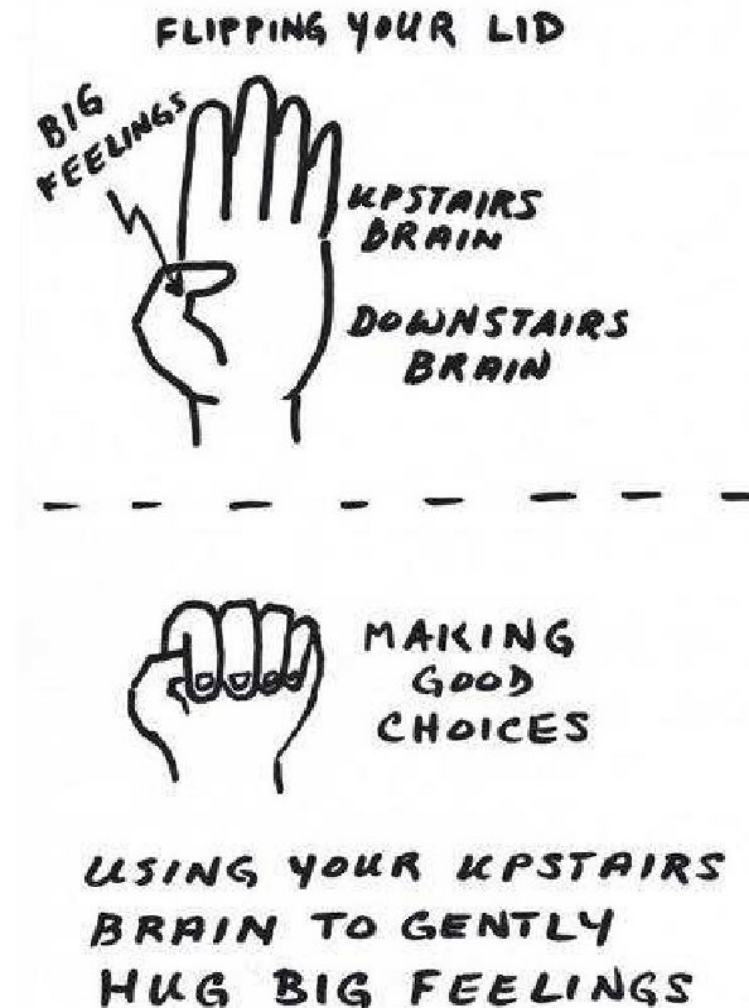 FLIPPING YOUR LID
BIG
FEELINGS
UPSTAIRS
BRAIN
DOWNSTAIRS
BRAIN
MAKING
GOOD
CHOICES
USING YOUR UPSTAIRS
BRAIN TO GENTLY
HUG BIG FEELINGS